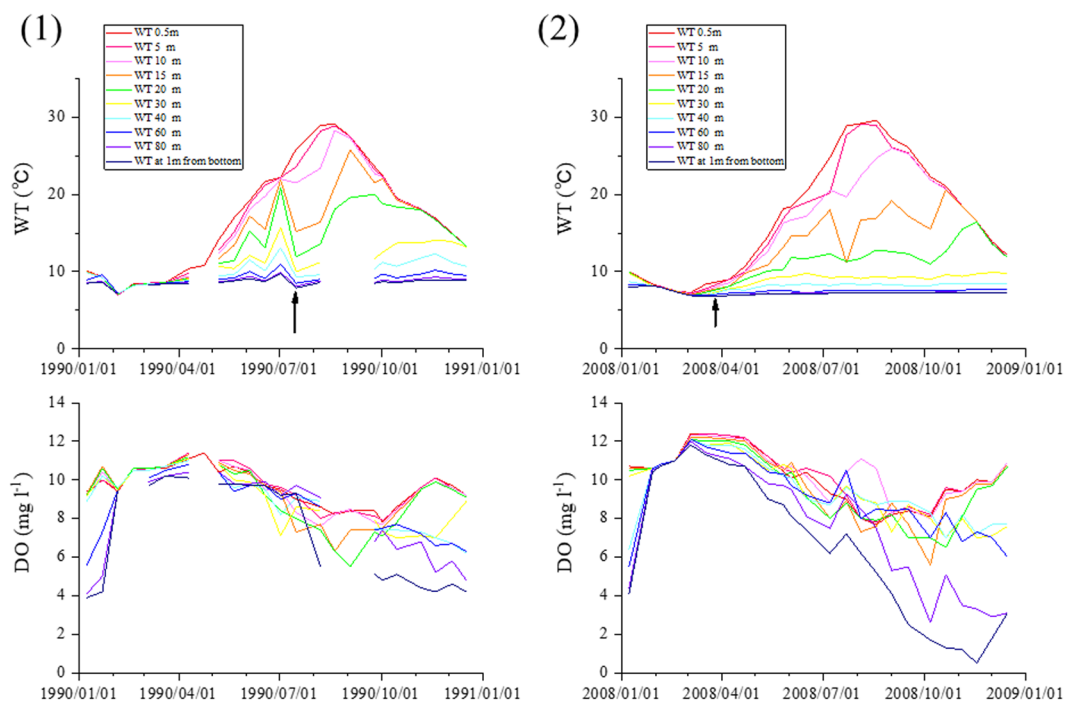 (1)
WT 0.5m
WT 5 m
WT 10 m
WT 15 m
WT 20 m
WT 30 m
WT 40 m
WT 60 m
WT 80 m
WT at 1m from bottom
WT (℃)
30
20
10
0
1990/01/01 1990/04/01 1990/07/01 1990/10/01 1991/01/01
(2)
WT 0.5m
WT 5 m
WT 10 m
WT 15 m
WT 20 m
WT 30 m
WT 40 m
WT 60 m
WT 80 m
WT at 1m from bottom
WT (℃)
30
20
10
0
2008/01/01 2008/04/01 2008/07/01 2008/10/01 2009/01/01
DO (mg l⁻¹)
14
12
10
8
6
4
2
0
1990/01/01 1990/04/01 1990/07/01 1990/10/01 1991/01/01
DO (mg l⁻¹)
14
12
10
8
6
4
2
0
2008/01/01 2008/04/01 2008/07/01 2008/10/01 2009/01/01